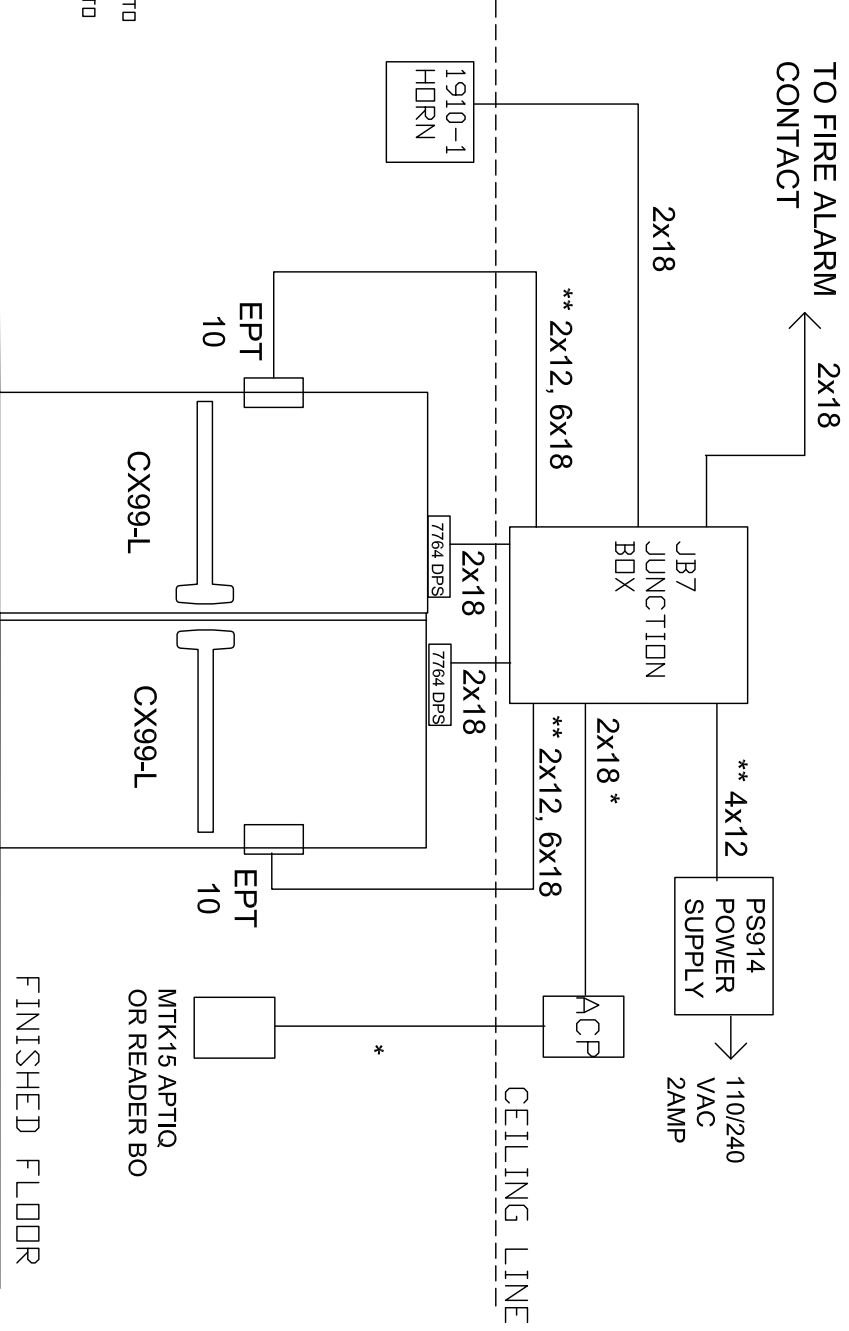 TO FIRE ALARM
CONTACT
2x18
1910-1
HORN
2x18
** 2x12, 6x18
JB7
JUNCTION
BOX
** 4x12
PS914
POWER
SUPPLY
110/240
VAC
2AMP
2x18 *
ACP
** 2x12, 6x18
2x18
2x18
CEILING LINE
7764 DPS
7764 DPS
EPT
10
EPT
10
*
CX99-L
CX99-L
MTK15 APTIQ
OR READER BO
FINISHED FLOOR
TO
TO